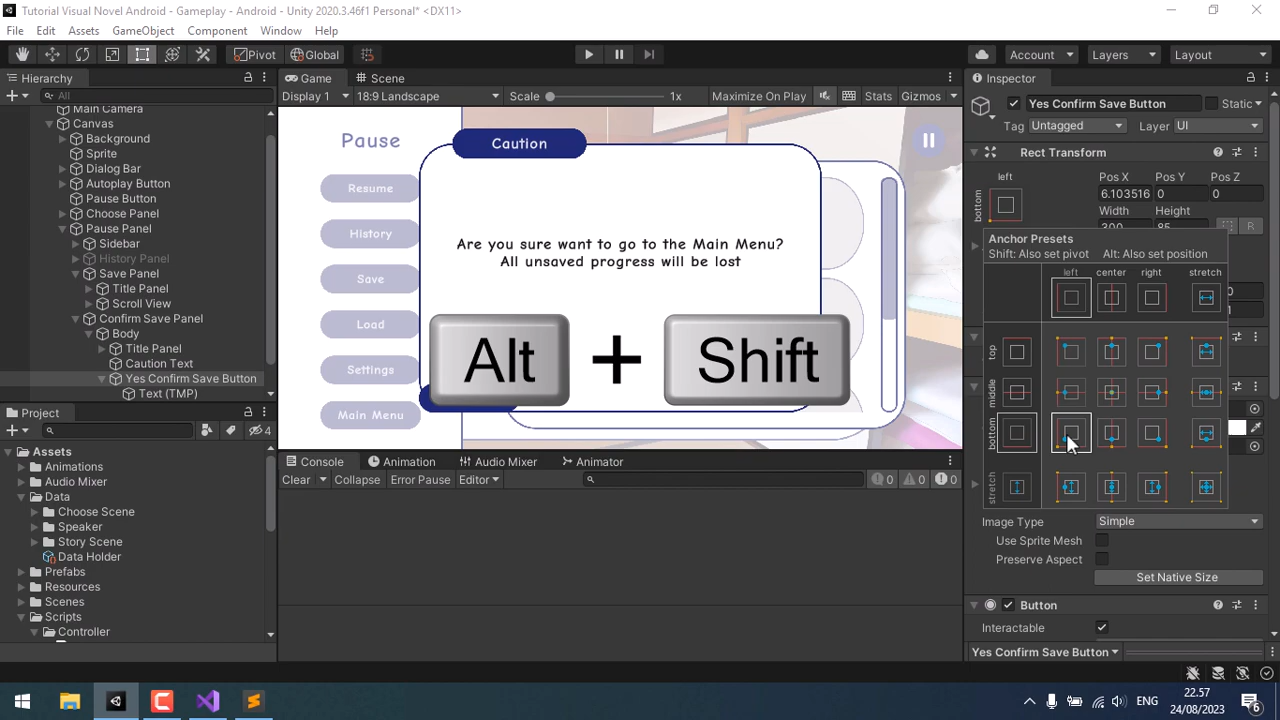 Tutorial Visual Novel Android - Gameplay - Android - Unity 2020.3.46f1 Personal* <DX11>
File Edit Assets GameObject Component Window Help
Pivot Global
Account Layers Layout
Hierarchy
All
Main Camera
Canvas
Background
Sprite
Dialog Bar
Autoplay Button
Pause Button
Choose Panel
Pause Panel
Sidebar
History Panel
Save Panel
Title Panel
Scroll View
Confirm Save Panel
Body
Title Panel
Caution Text
Yes Confirm Save Button
Text (TMP)
Project
4
Assets
Animations
Audio Mixer
Data
Choose Scene
Speaker
Story Scene
Data Holder
Prefabs
Resources
Scenes
Scripts
Controller
Game Scene
Display 1 18:9 Landscape Scale 1x Maximize On Play Stats Gizmos
Pause
Resume
History
Save
Load
Settings
Main Menu
Caution
Are you sure want to go to the Main Menu?
All unsaved progress will be lost
Alt + Shift
Console Animation Audio Mixer Animator
Clear Collapse Error Pause Editor 0 0 0
Inspector
Yes Confirm Save Button Static
Tag Untagged Layer UI
Rect Transform
left
bottom
Pos X Pos Y Pos Z
6.103516 0 0
Width Height
300 85
R
Anchor Presets
Shift: Also set pivot Alt: Also set position
left center right stretch
top
middle
bottom
stretch
Image Type Simple
Use Sprite Mesh
Preserve Aspect
Set Native Size
Button
Interactable
Yes Confirm Save Button
ENG
22.57
24/08/2023
6